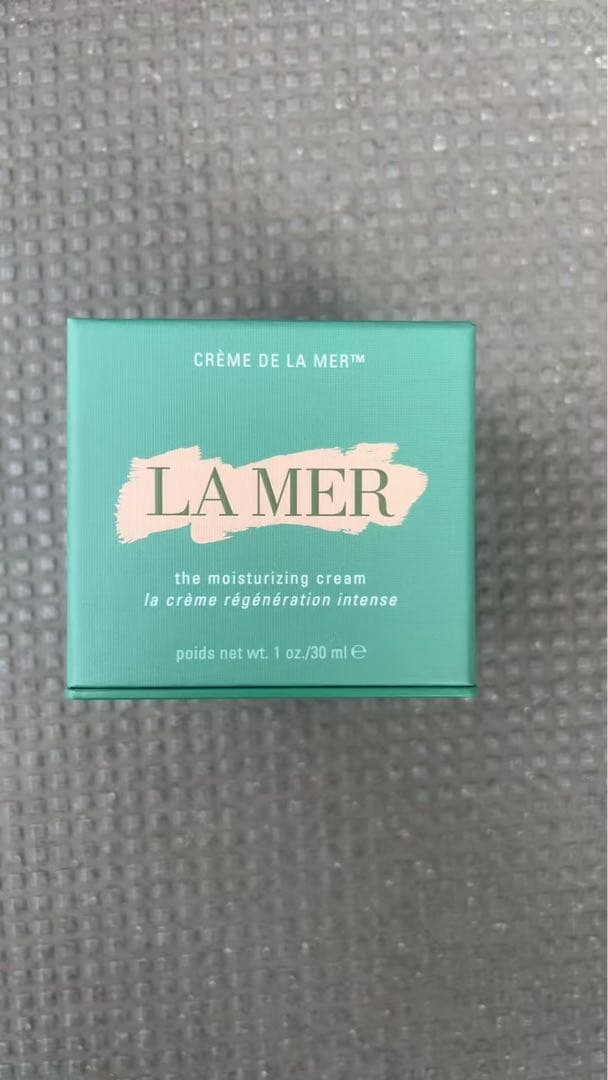 CRÈME DE LA MER™
LA MER
the moisturizing cream
la crème régénération intense
poids net wt. 1 oz./30 ml ℮